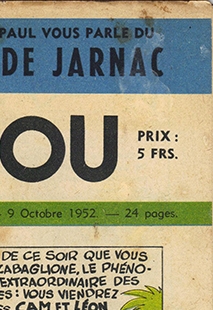 PAUL VOUS PARLE DU
DE JARNAC
OU
PRIX :
5 FRS.
9 Octobre 1952. — 24 pages.
DE CE SOIR QUE VOUS
ZABAGLIONE, LE PHÉNO-
EXTRAORDINAIRE DES
ES : VOUS VIENDREZ
CAM ET LÉON